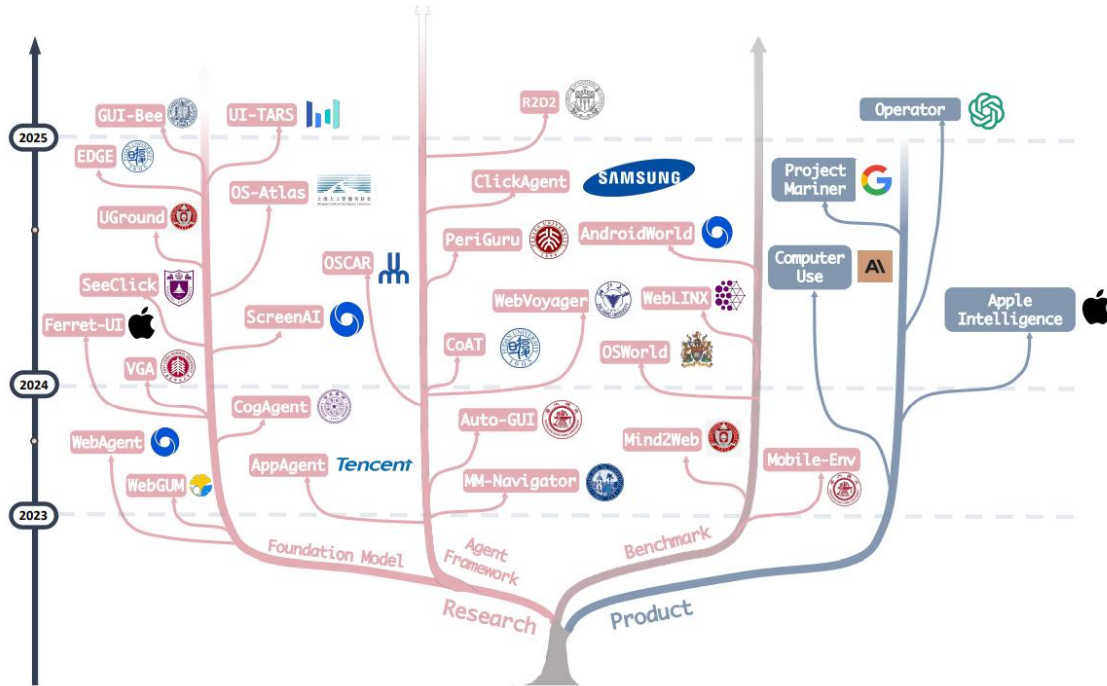 R2D2
GUI-Bee
UI-TARS
Operator
2025
EDGE
ClickAgent
SAMSUNG
Project
Mariner
OS-Atlas
UGround
PeriGuru
AndroidWorld
OSCAR
Computer
Use
SeeClick
WebVoyager
WebLINX
Apple
Intelligence
Ferret-UI
ScreenAI
CoAT
OSWorld
VGA
2024
CogAgent
Auto-GUI
Mind2Web
WebAgent
AppAgent
Tencent
Mobile-Env
WebGUM
MM-Navigator
2023
Foundation Model
Agent
Framework
Benchmark
Research
Product